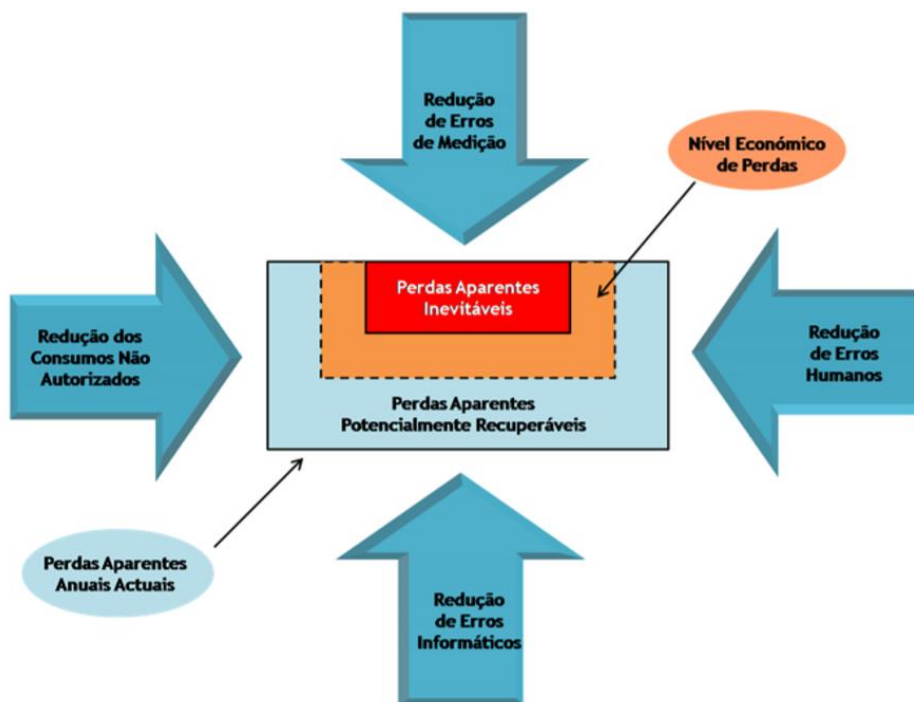 Redução
de Erros
de Medição
Nível Económico
de Perdas
Perdas Aparentes
Inevitáveis
Redução dos
Consumos Não
Autorizados
Redução
de Erros
Humanos
Perdas Aparentes
Potencialmente Recuperáveis
Perdas Aparentes
Anuais Actuais
Redução
de Erros
Informáticos